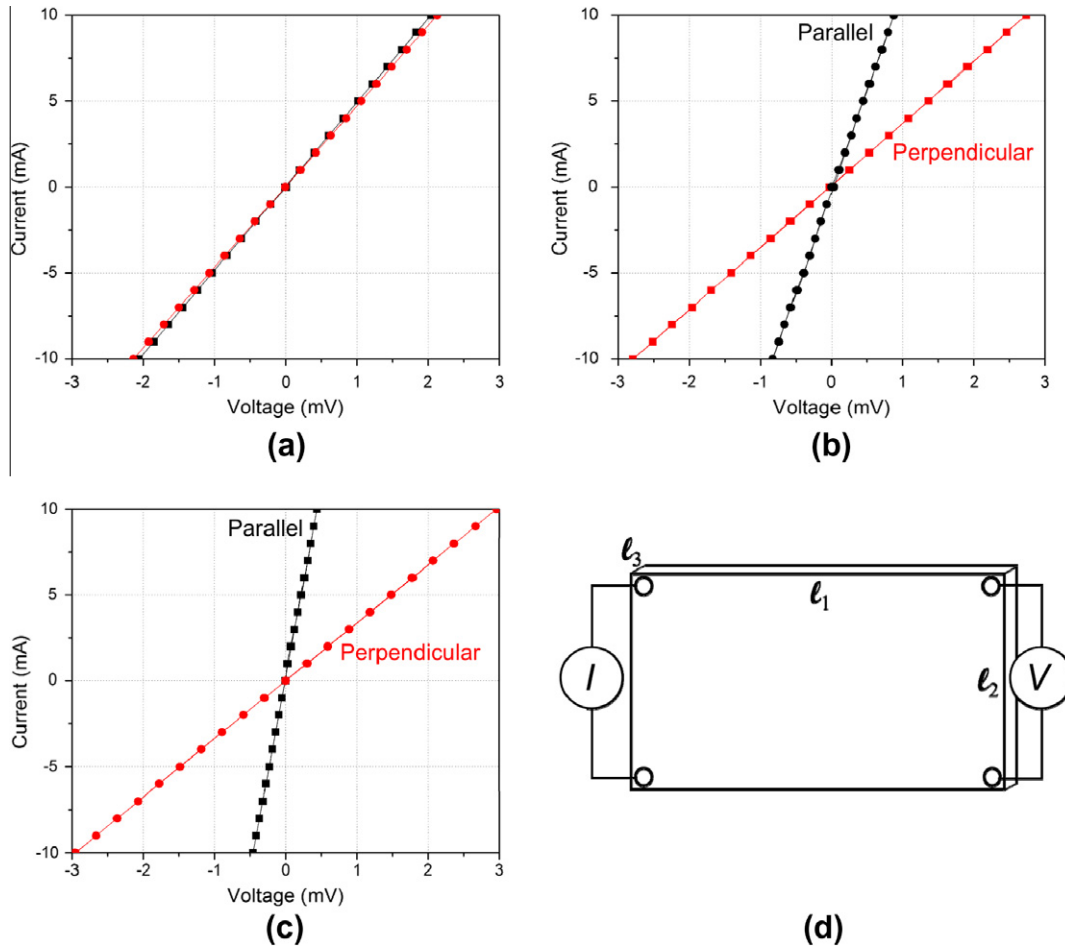 10
5
0
-5
-10
Current (mA)
-3 -2 -1 0 1 2 3
Voltage (mV)
(a)
10
5
0
-5
-10
Current (mA)
Parallel
Perpendicular
-3 -2 -1 0 1 2 3
Voltage (mV)
(b)
10
5
0
-5
-10
Current (mA)
Parallel
Perpendicular
-3 -2 -1 0 1 2 3
Voltage (mV)
(c)
ℓ3
ℓ1
I
ℓ2
V
(d)